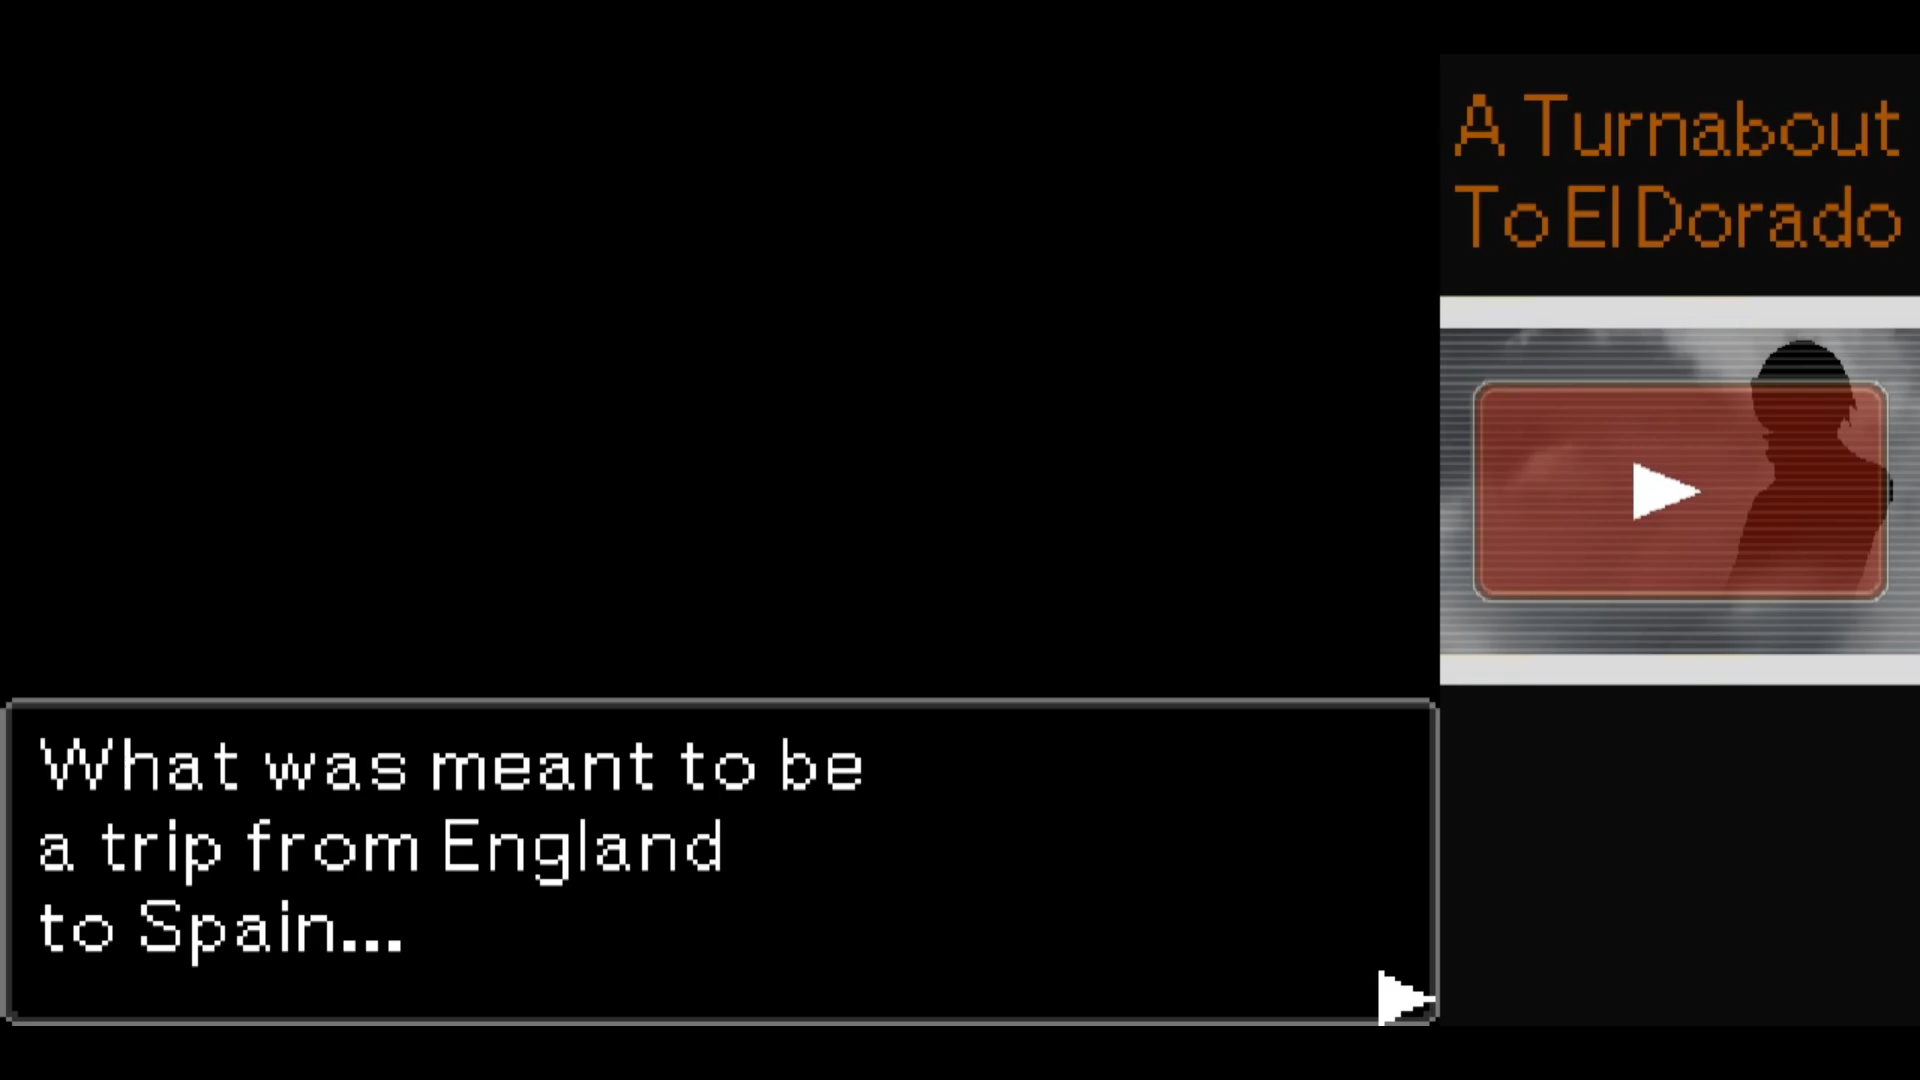 A Turnabout
To El Dorado
What was meant to be
a trip from England
to Spain...